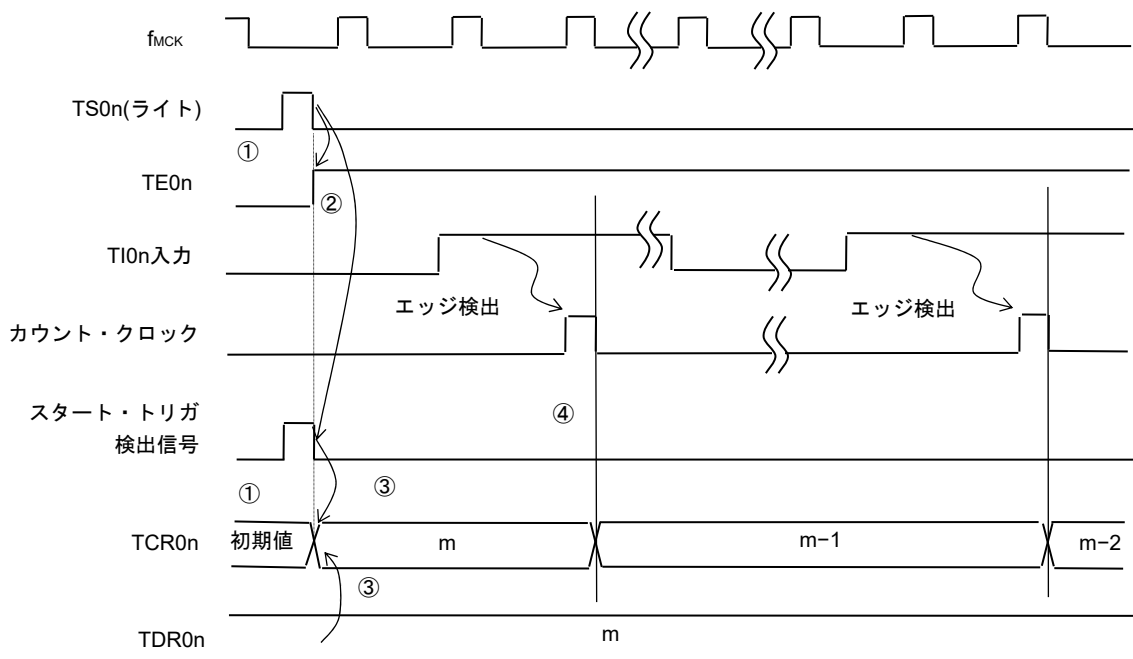 fMCK
TS0n(ライト)
①
TE0n
②
TI0n入力
エッジ検出
エッジ検出
カウント・クロック
スタート・トリガ
検出信号
④
①
③
TCR0n
初期値
m
m−1
m−2
③
TDR0n
m